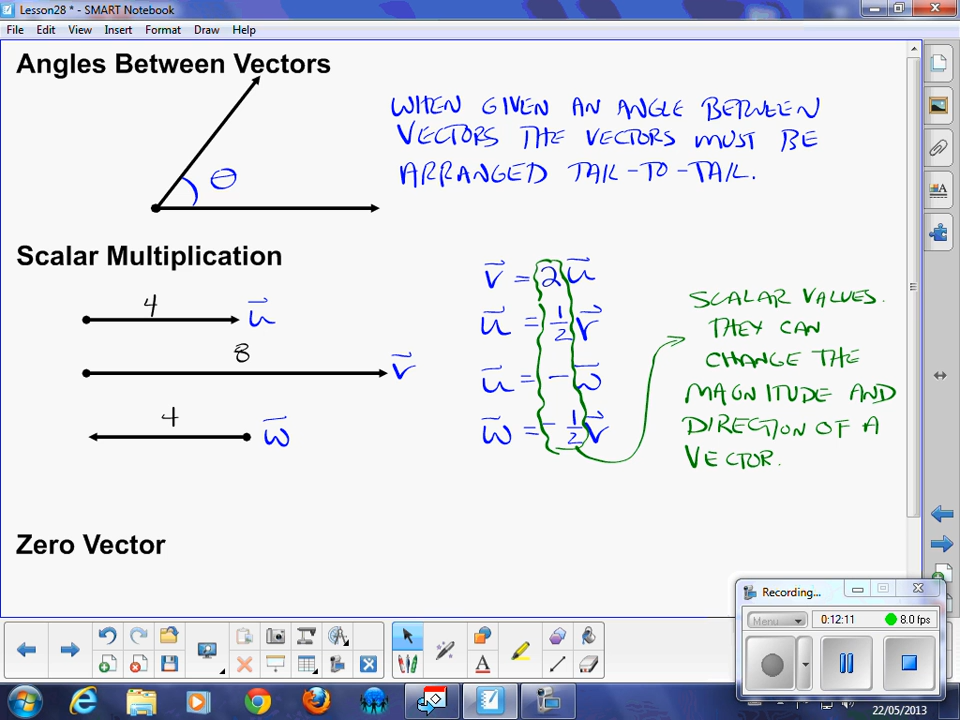 Lesson28 * - SMART Notebook
File Edit View Insert Format Draw Help
Angles Between Vectors
WHEN GIVEN AN ANGLE BETWEEN
VECTORS THE VECTORS MUST BE
ARRANGED TAIL-TO-TAIL.
θ
Scalar Multiplication
4 u⃗
8 v⃗
4 w⃗
v⃗ = 2u⃗
u⃗ = 1/2 v⃗
u⃗ = -w⃗
w⃗ = -1/2 v⃗
SCALAR VALUES.
THEY CAN
CHANGE THE
MAGNITUDE AND
DIRECTION OF A
VECTOR.
Zero Vector
Recording...
Menu 0:12:11 8.0 fps
22/05/2013